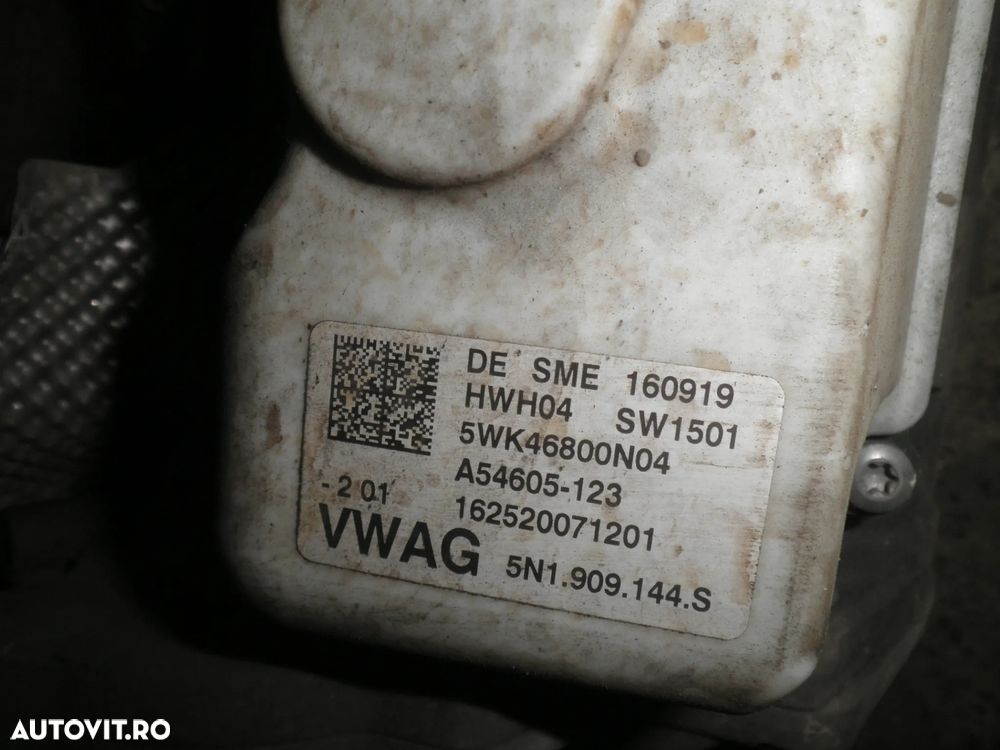 DE SME 160919
HWH04 SW1501
5WK46800N04
A54605-123
- 2 01
162520071201
VWAG 5N1.909.144.S
AUTOVIT.RO